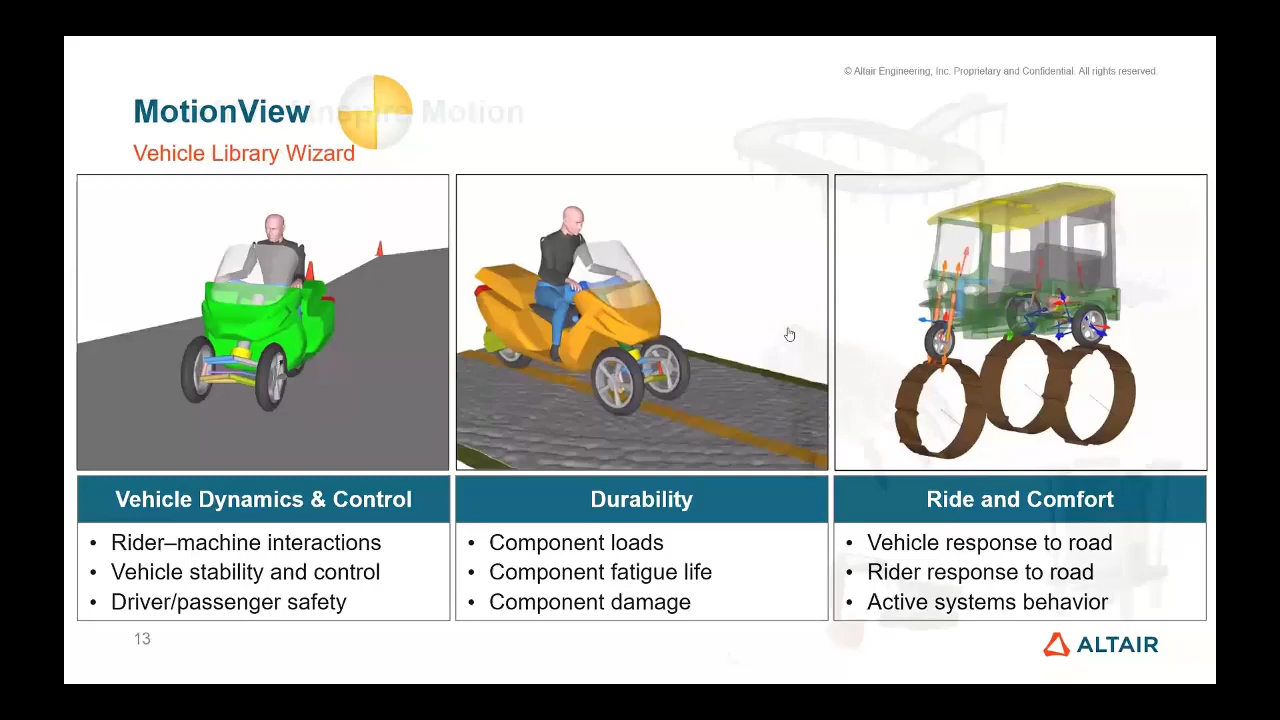 © Altair Engineering, Inc. Proprietary and Confidential. All rights reserved.
MotionView
Inspire Motion
Vehicle Library Wizard
Vehicle Dynamics & Control
• Rider–machine interactions
• Vehicle stability and control
• Driver/passenger safety
Durability
• Component loads
• Component fatigue life
• Component damage
Ride and Comfort
• Vehicle response to road
• Rider response to road
• Active systems behavior
13
ALTAIR